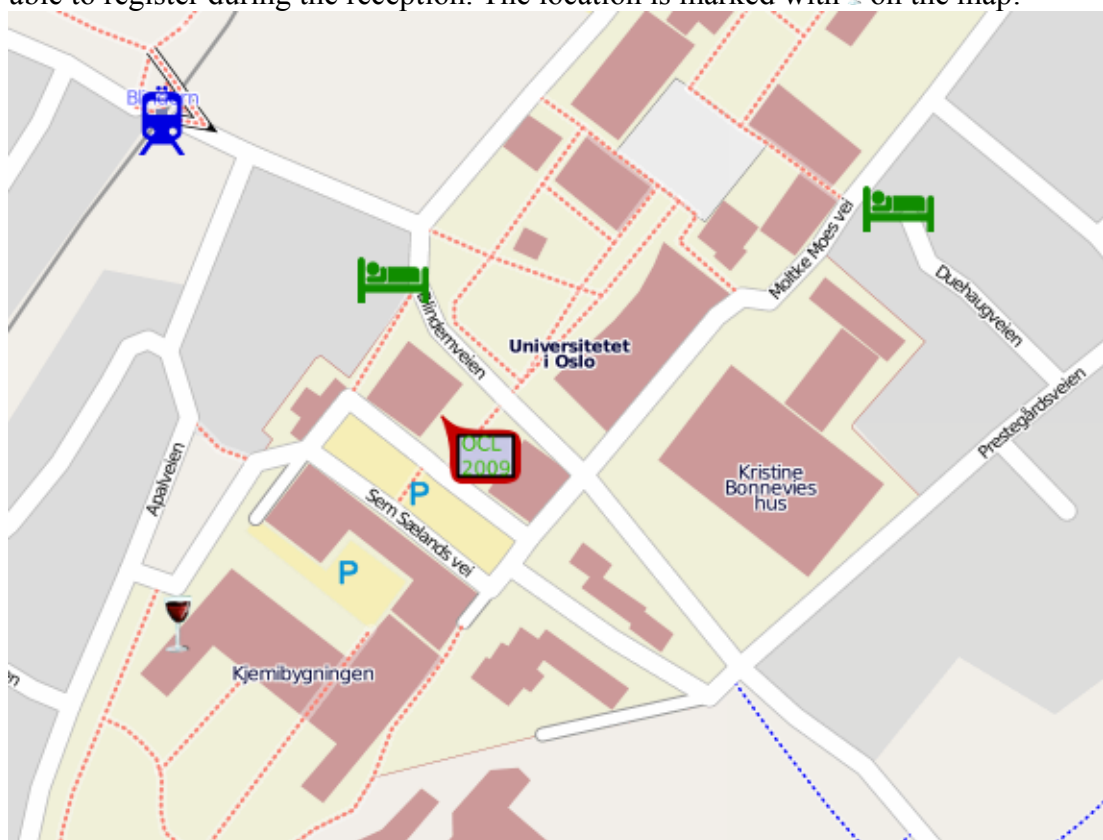 able to register during the reception. The location is marked with on the map.
Blindern
Moltke Moes vei
Duehaugveien
Blindernveien
Universitetet
i Oslo
Prestegårdsveien
OCL
2009
Apalveien
P
Sem Sælands vei
Kristine
Bonnevies
hus
P
Kjemibygningen